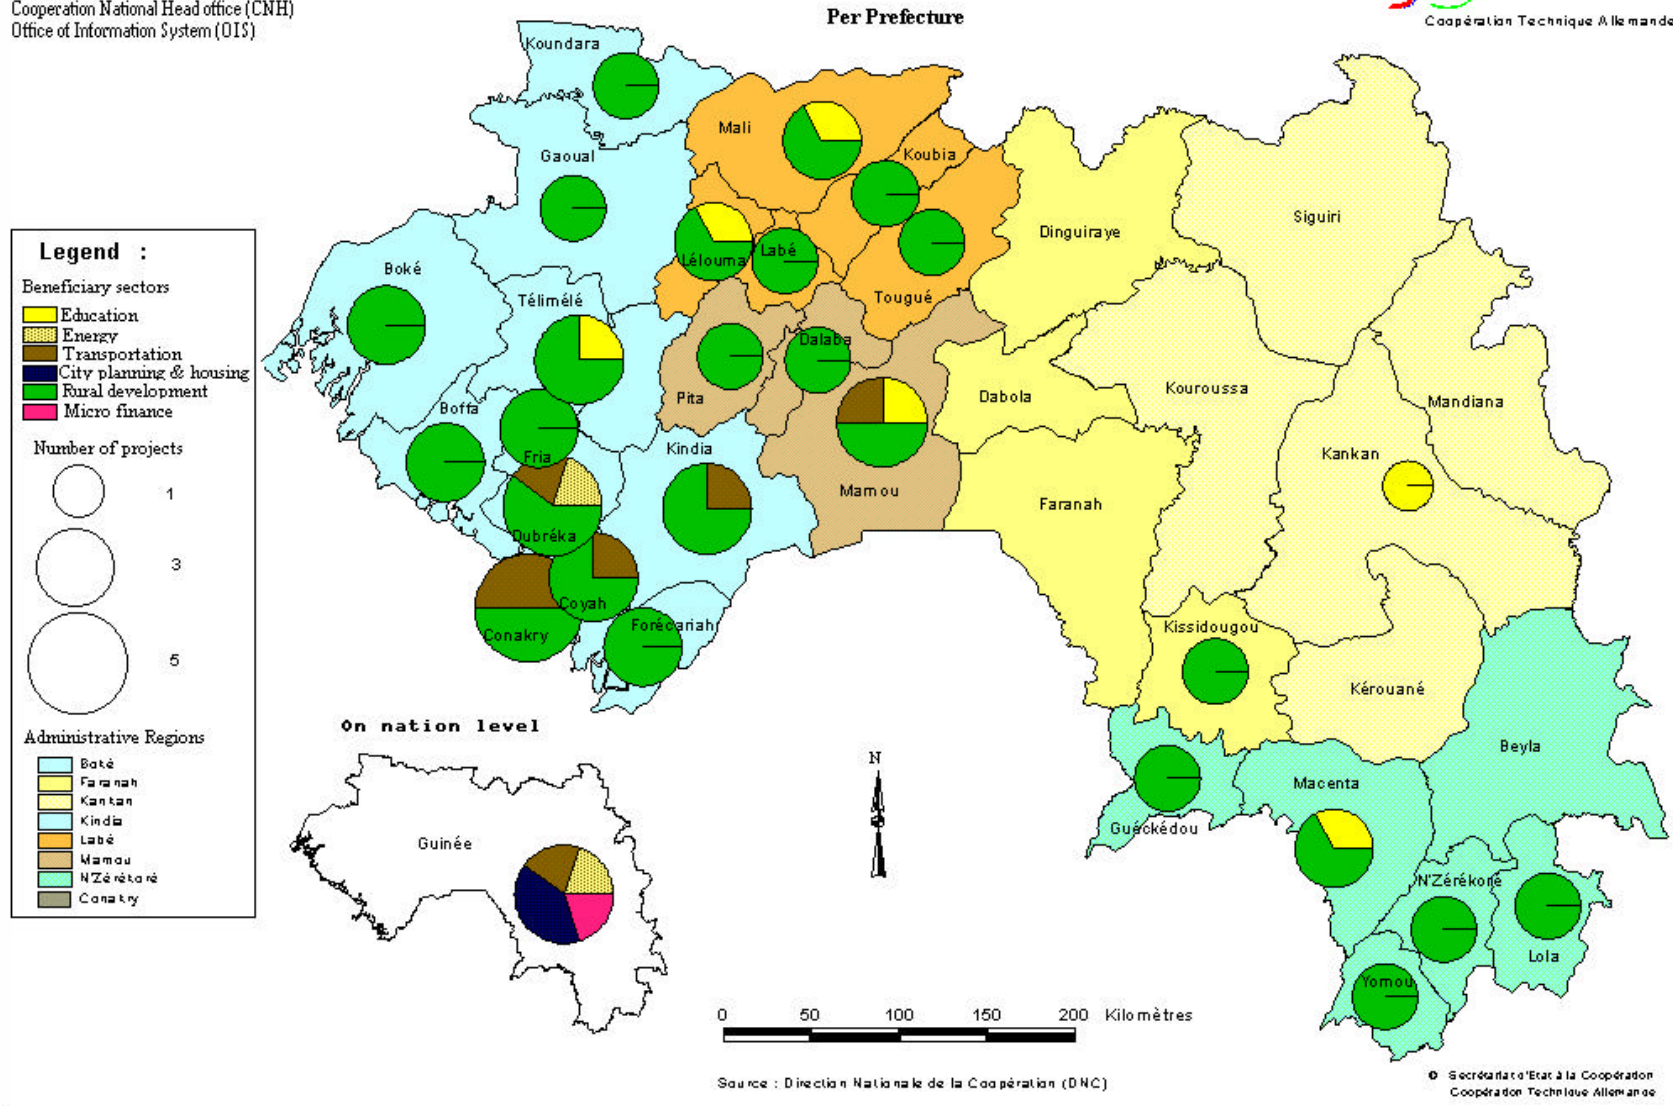 Cooperation National Head office (CNH)
Office of Information System (OIS)
Per Prefecture
Coopération Technique Allemande
Koundara
Mali
Koubia
Gaoual
Siguiri
Dinguiraye
Labé
Lélouma
Boké
Tougué
Télimélé
Dalaba
Pita
Dabola
Kouroussa
Mandiana
Boffa
Kindia
Kankan
Fria
Mamou
Faranah
Dubréka
Coyah
Conakry
Forécariah
Kissidougou
Kérouané
Beyla
Macenta
Guéckédou
N'Zérékoré
Lola
Yomou
Legend :
Beneficiary sectors
Education
Energy
Transportation
City planning & housing
Rural development
Micro finance
Number of projects
1
3
5
Administrative Regions
Boké
Faranah
Kankan
Kindia
Labé
Mamou
N'Zérékoré
Conakry
On nation level
Guinée
N
0 50 100 150 200 Kilomètres
Source : Direction Nationale de la Coopération (DNC)
© Secrétariat d'Etat à la Coopération
Coopération Technique Allemande